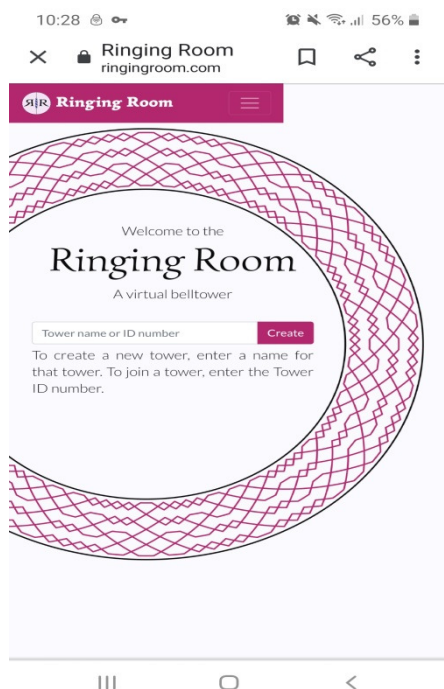 10:28 56%
Ringing Room
ringingroom.com
ЯR Ringing Room
Welcome to the
Ringing Room
A virtual belltower
Tower name or ID number Create
To create a new tower, enter a name for
that tower. To join a tower, enter the Tower
ID number.